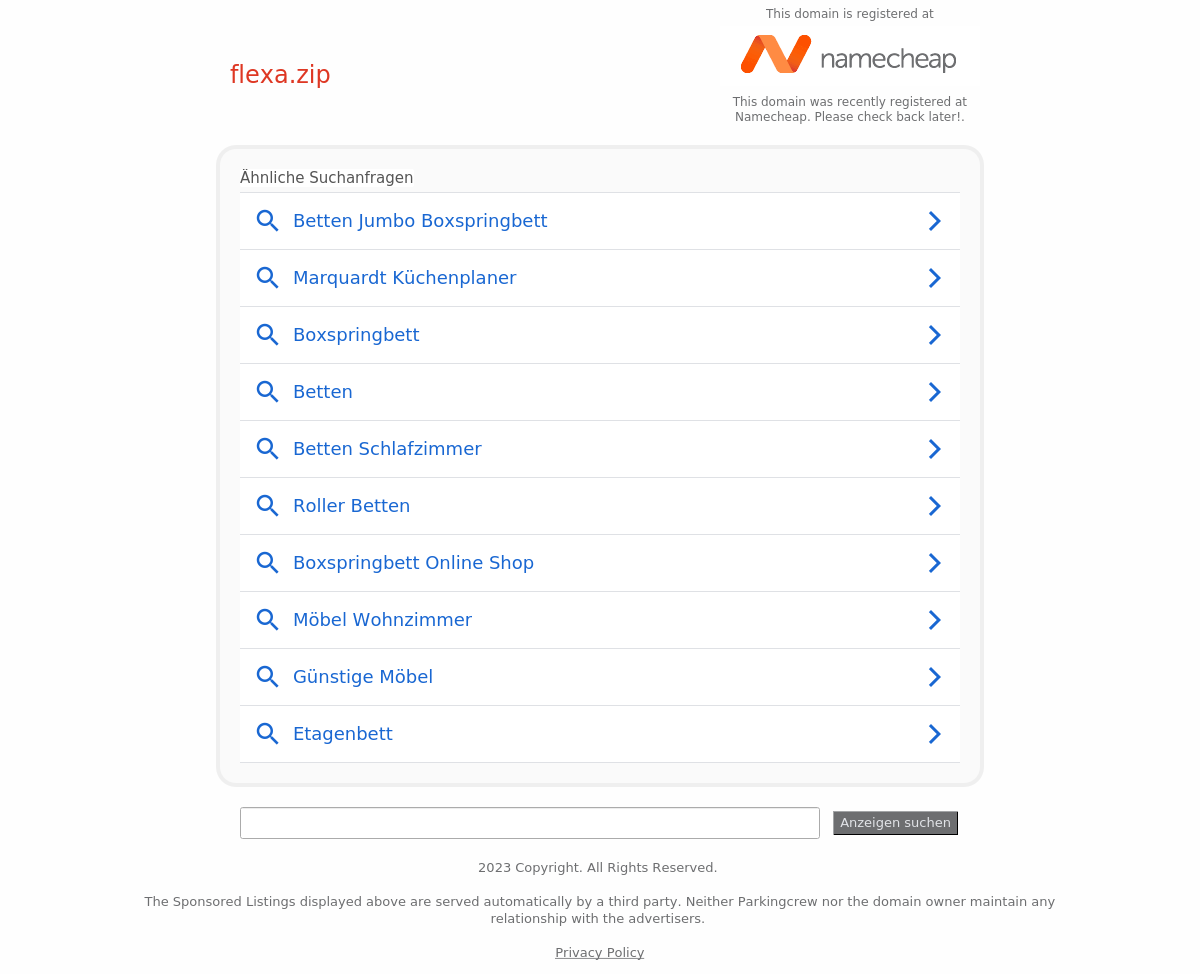 This domain is registered at
namecheap
flexa.zip
This domain was recently registered at
Namecheap. Please check back later!.
Ähnliche Suchanfragen
Betten Jumbo Boxspringbett
Marquardt Küchenplaner
Boxspringbett
Betten
Betten Schlafzimmer
Roller Betten
Boxspringbett Online Shop
Möbel Wohnzimmer
Günstige Möbel
Etagenbett
Anzeigen suchen
2023 Copyright. All Rights Reserved.
The Sponsored Listings displayed above are served automatically by a third party. Neither Parkingcrew nor the domain owner maintain any
relationship with the advertisers.
Privacy Policy